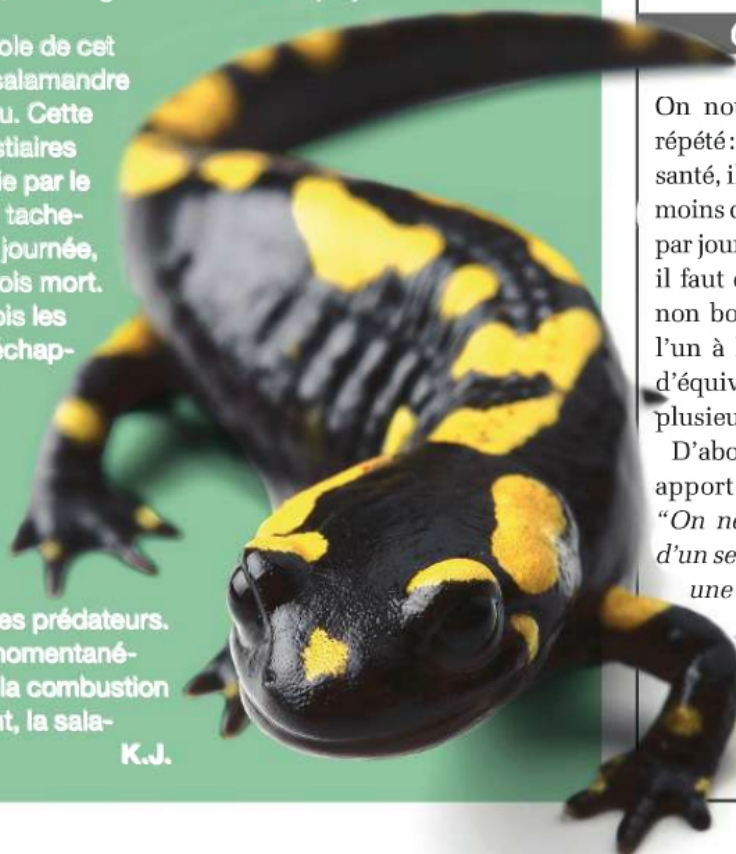 ole de cet
salamandre
u. Cette
stiaires
ie par le
tache-
journée,
ois mort.
ois les
échap-
es prédateurs.
nomentané-
la combustion
nt, la sala-
K.J.
On nou
répété :
santé, i
moins d
par jour
il faut
non bo
l'un à
d'équiv
plusieu
D'abo
apport
“On ne
d'un se
une